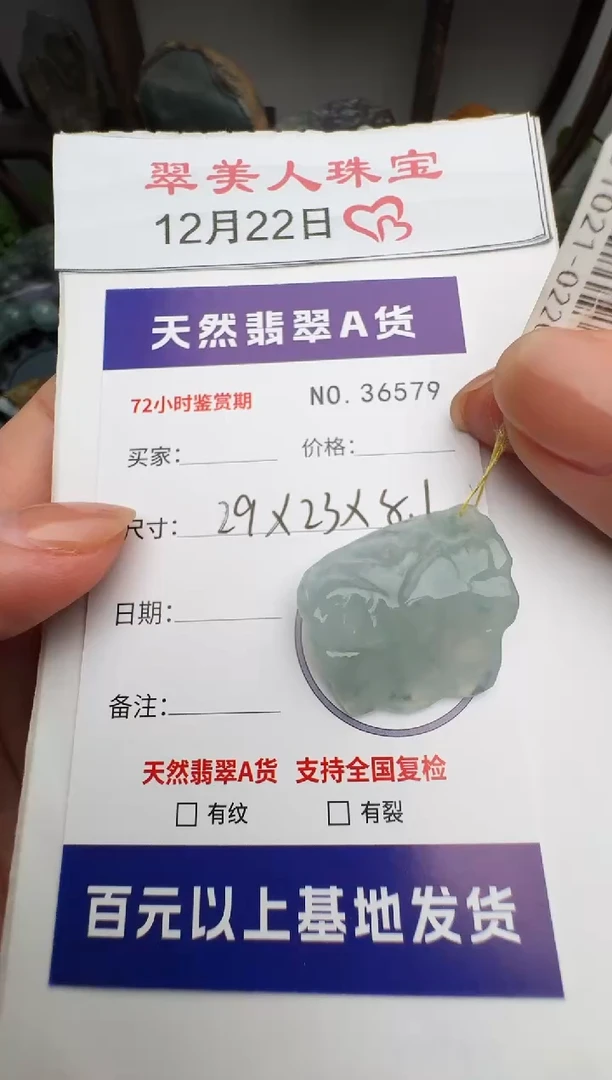 翠美人珠宝
12月22日
天然翡翠A货
72小时鉴赏期 NO.36579
买家: 价格:
尺寸: 29X23X8.1
日期:
备注:
天然翡翠A货 支持全国复检
□ 有纹 □ 有裂
百元以上基地发货